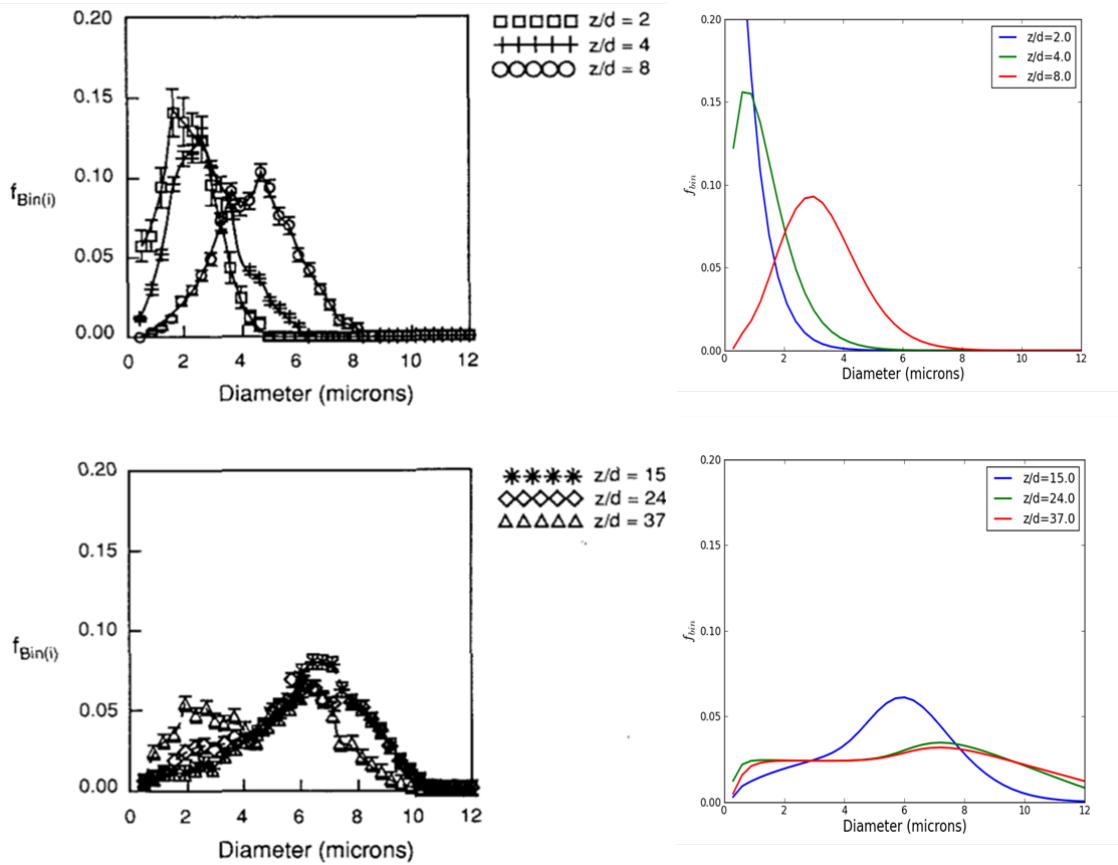 0.20
0.15
0.10
0.05
0.00
f Bin(i)
0 2 4 6 8 10 12
Diameter (microns)
z/d = 2
z/d = 4
z/d = 8
0.20
0.15
0.10
0.05
0.00
f bin
0 2 4 6 8 10 12
Diameter (microns)
z/d=2.0
z/d=4.0
z/d=8.0
0.20
0.15
0.10
0.05
0.00
f Bin(i)
0 2 4 6 8 10 12
Diameter (microns)
z/d = 15
z/d = 24
z/d = 37
0.20
0.15
0.10
0.05
0.00
f bin
0 2 4 6 8 10 12
Diameter (microns)
z/d=15.0
z/d=24.0
z/d=37.0